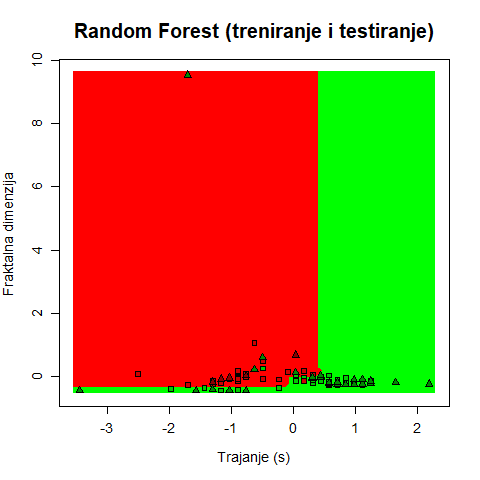 Random Forest (treniranje i testiranje)
Fraktalna dimenzija
10
8
6
4
2
0
-3 -2 -1 0 1 2
Trajanje (s)